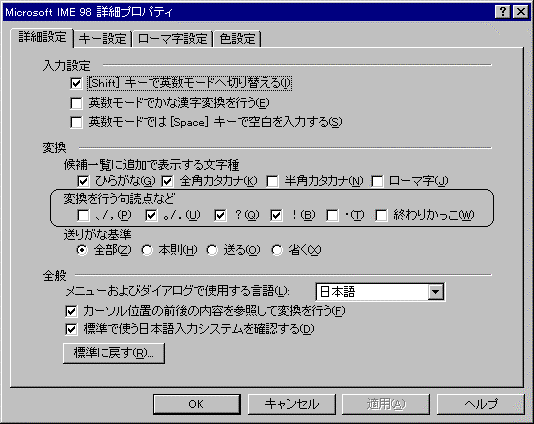 Microsoft IME 98 詳細プロパティ
詳細設定 キー設定 ローマ字設定 色設定
入力設定
[Shift] キーで英数モードへ切り替える(I)
英数モードでかな漢字変換を行う(E)
英数モードでは [Space] キーで空白を入力する(S)
変換
候補一覧に追加で表示する文字種
ひらがな(G) 全角カタカナ(K) 半角カタカナ(N) ローマ字(J)
変換を行う句読点など
、/，(P) 。/．(U) ？(Q) ！(B) ・(T) 終わりかっこ(W)
送りがな基準
全部(Z) 本則(H) 送る(O) 省く(X)
全般
メニューおよびダイアログで使用する言語(L): 日本語
カーソル位置の前後の内容を参照して変換を行う(F)
標準で使う日本語入力システムを確認する(D)
標準に戻す(R)...
OK キャンセル 適用(A) ヘルプ